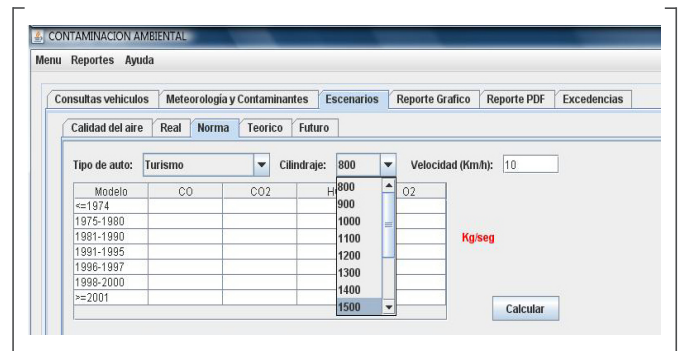 CONTAMINACION AMBIENTAL
Menu Reportes Ayuda
Consultas vehiculos Meteorología y Contaminantes Escenarios Reporte Grafico Reporte PDF Excedencias
Calidad del aire Real Norma Teorico Futuro
Tipo de auto: Turismo Cilindraje: 800 Velocidad (Km/h): 10
Modelo CO CO2 O2
800
<=1974
900
1975-1980
1000
1981-1990
1100
Kg/seg
1991-1995
1200
1996-1997
1300
1998-2000
1400
>=2001
1500
Calcular